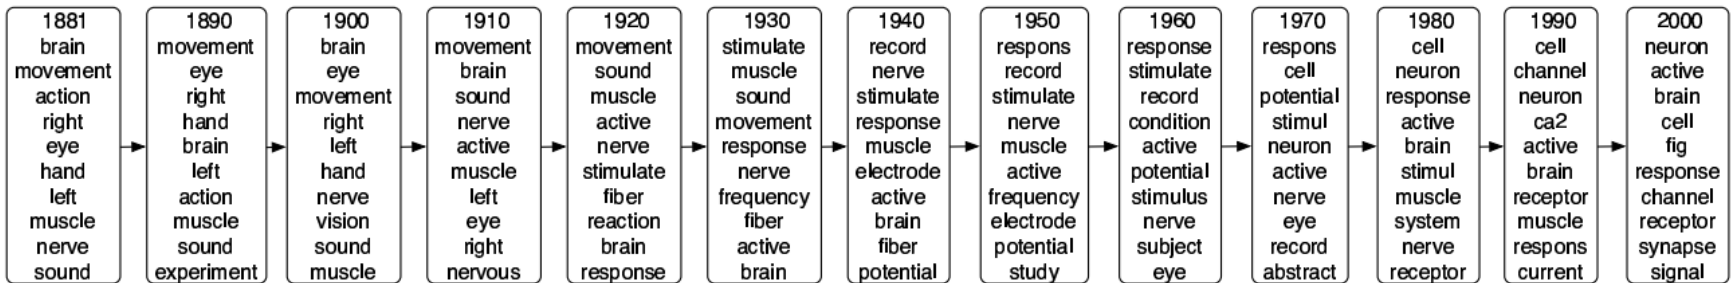 1881
brain
movement
action
right
eye
hand
left
muscle
nerve
sound
1890
movement
eye
right
hand
brain
left
action
muscle
sound
experiment
1900
brain
eye
movement
right
left
hand
nerve
vision
sound
muscle
1910
movement
brain
sound
nerve
active
muscle
left
eye
right
nervous
1920
movement
sound
muscle
active
nerve
stimulate
fiber
reaction
brain
response
1930
stimulate
muscle
sound
movement
response
nerve
frequency
fiber
active
brain
1940
record
nerve
stimulate
response
muscle
electrode
active
brain
fiber
potential
1950
respons
record
stimulate
nerve
muscle
active
frequency
electrode
potential
study
1960
response
stimulate
record
condition
active
potential
stimulus
nerve
subject
eye
1970
respons
cell
potential
stimul
neuron
active
nerve
eye
record
abstract
1980
cell
neuron
response
active
brain
stimul
muscle
system
nerve
receptor
1990
cell
channel
neuron
ca2
active
brain
receptor
muscle
respons
current
2000
neuron
active
brain
cell
fig
response
channel
receptor
synapse
signal